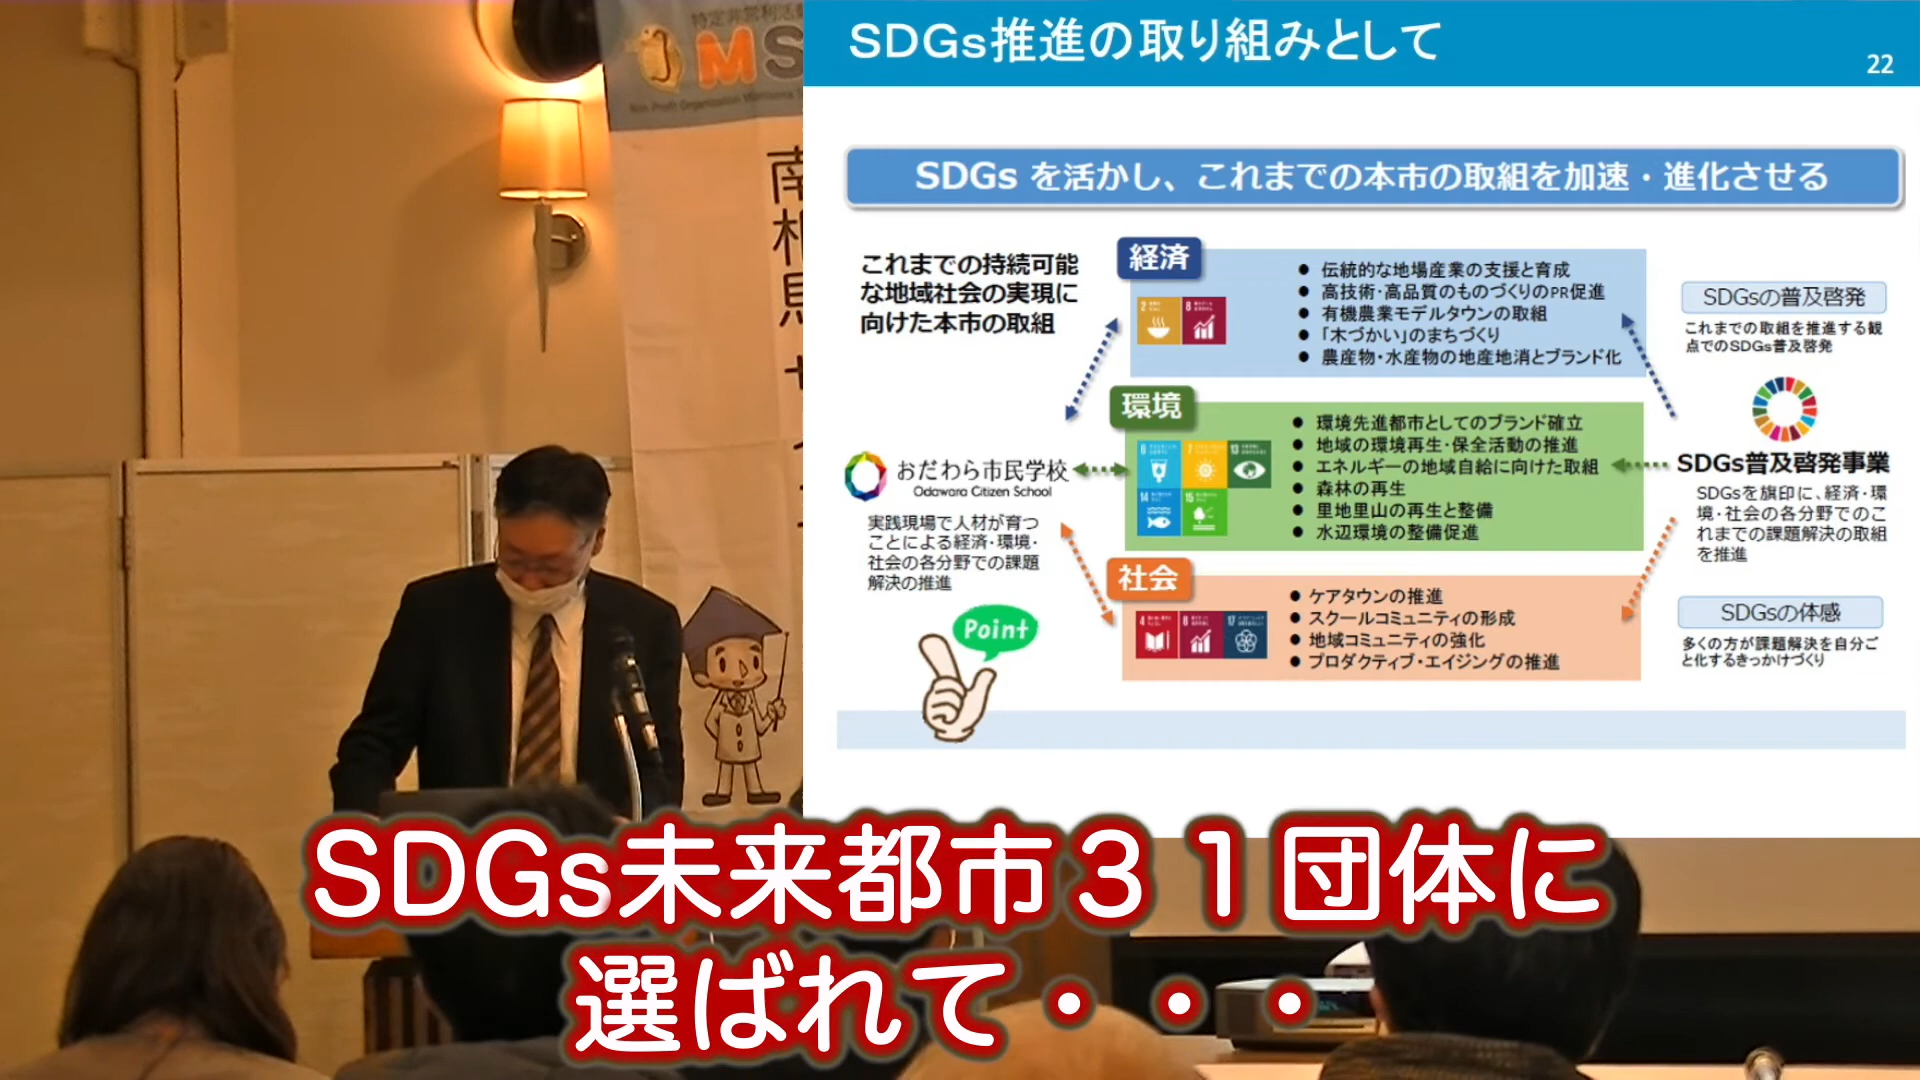 特定非営利活
MS
Non Profit Organization
南相
SDGs推進の取り組みとして
22
SDGs を活かし、これまでの本市の取組を加速・進化させる
これまでの持続可能
な地域社会の実現に
向けた本市の取組
経済
2
8
● 伝統的な地場産業の支援と育成
● 高技術・高品質のものづくりのPR促進
● 有機農業モデルタウンの取組
● 「木づかい」のまちづくり
● 農産物・水産物の地産地消とブランド化
SDGsの普及啓発
これまでの取組を推進する観
点でのSDGs普及啓発
環境
6
7
13
14
15
● 環境先進都市としてのブランド確立
● 地域の環境再生・保全活動の推進
● エネルギーの地域自給に向けた取組
● 森林の再生
● 里地里山の再生と整備
● 水辺環境の整備促進
おだわら市民学校
Odawara Citizen School
実践現場で人材が育つ
ことによる経済・環境・
社会の各分野での課題
解決の推進
SDGs普及啓発事業
SDGsを旗印に、経済・環
境・社会の各分野でのこ
れまでの課題解決の取組
を推進
社会
4
8
17
● ケアタウンの推進
● スクールコミュニティの形成
● 地域コミュニティの強化
● プロダクティブ・エイジングの推進
SDGsの体感
多くの方が課題解決を自分ご
と化するきっかけづくり
Point
SDGs未来都市３１団体に
選ばれて・・・